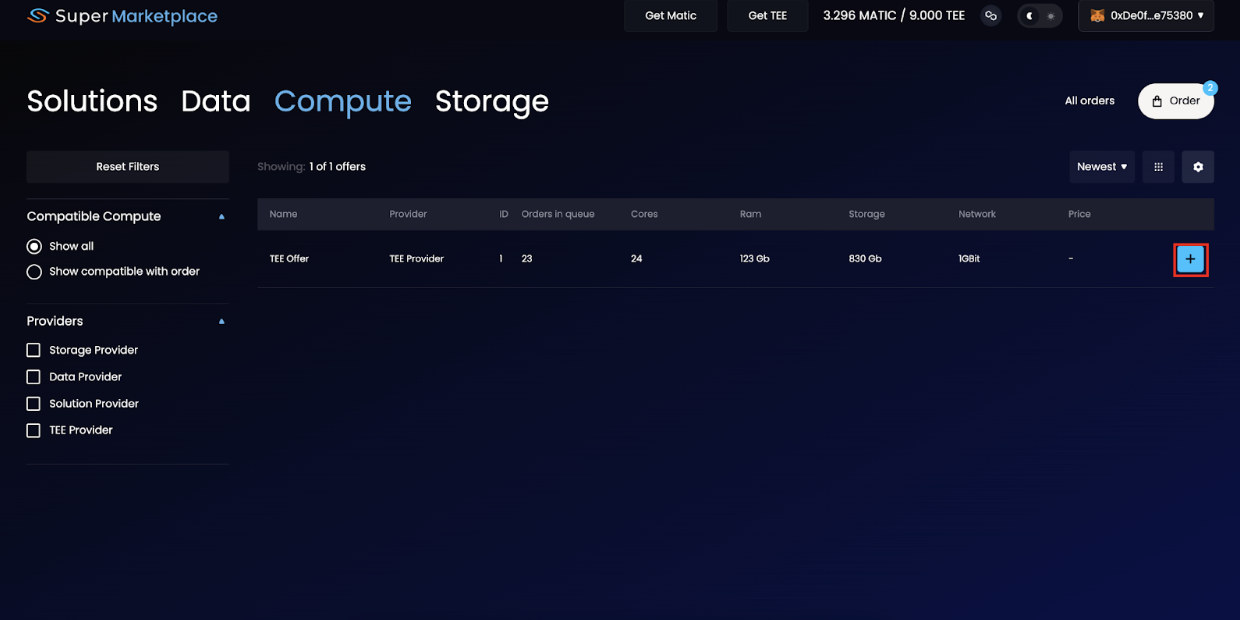 Super Marketplace
Get Matic
Get TEE
3.296 MATIC / 9.000 TEE
0xDe0f...e75380 ▼
Solutions Data Compute Storage
All orders
Order
2
Reset Filters
Showing: 1 of 1 offers
Newest ▼
Compatible Compute
Show all
Show compatible with order
Providers
Storage Provider
Data Provider
Solution Provider
TEE Provider
Name Provider ID Orders in queue Cores Ram Storage Network Price
TEE Offer TEE Provider 1 23 24 123 Gb 830 Gb 1GBit - +